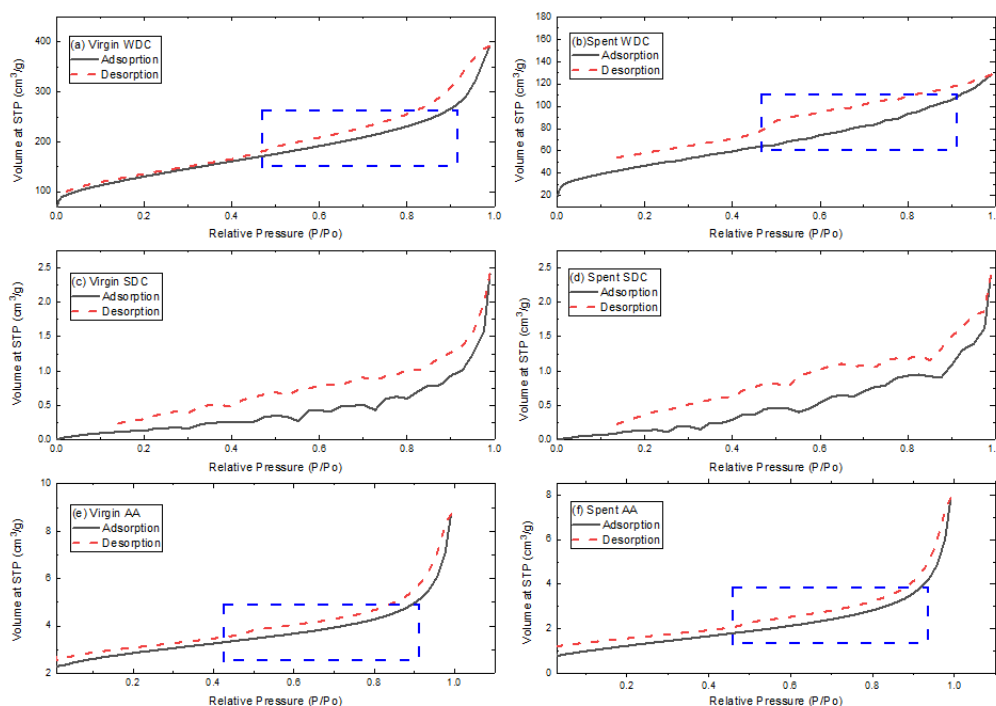 (a) Virgin WDC
Adsorption
Desorption
400
300
200
100
0.0 0.2 0.4 0.6 0.8 1.0
Volume at STP (cm³/g)
Relative Pressure (P/Po)
(b)Spent WDC
Adsorption
Desorption
180
160
140
120
100
80
60
40
20
0.2 0.4 0.6 0.8 1.
Volume at STP (cm³/g)
Relative Pressure (P/Po)
(c) Virgin SDC
Adsorption
Desorption
2.5
2.0
1.5
1.0
0.5
0.0
0.0 0.2 0.4 0.6 0.8 1.0
Volume at STP (cm³/g)
Relative Pressure (P/Po)
(d) Spent SDC
Adsorption
Desorption
2.5
2.0
1.5
1.0
0.5
0.0
0.2 0.4 0.6 0.8 1.
Volume at STP (cm³/g)
Relative Pressure (P/Po)
(e) Virgin AA
Adsorption
Desorption
10
8
6
4
2
0.2 0.4 0.6 0.8 1.0
Volume at STP (cm³/g)
Relative Pressure (P/Po)
(f) Spent AA
Adsorption
Desorption
8
6
4
2
0
0.2 0.4 0.6 0.8 1.0
Volume at STP (cm³/g)
Relative Pressure (P/Po)